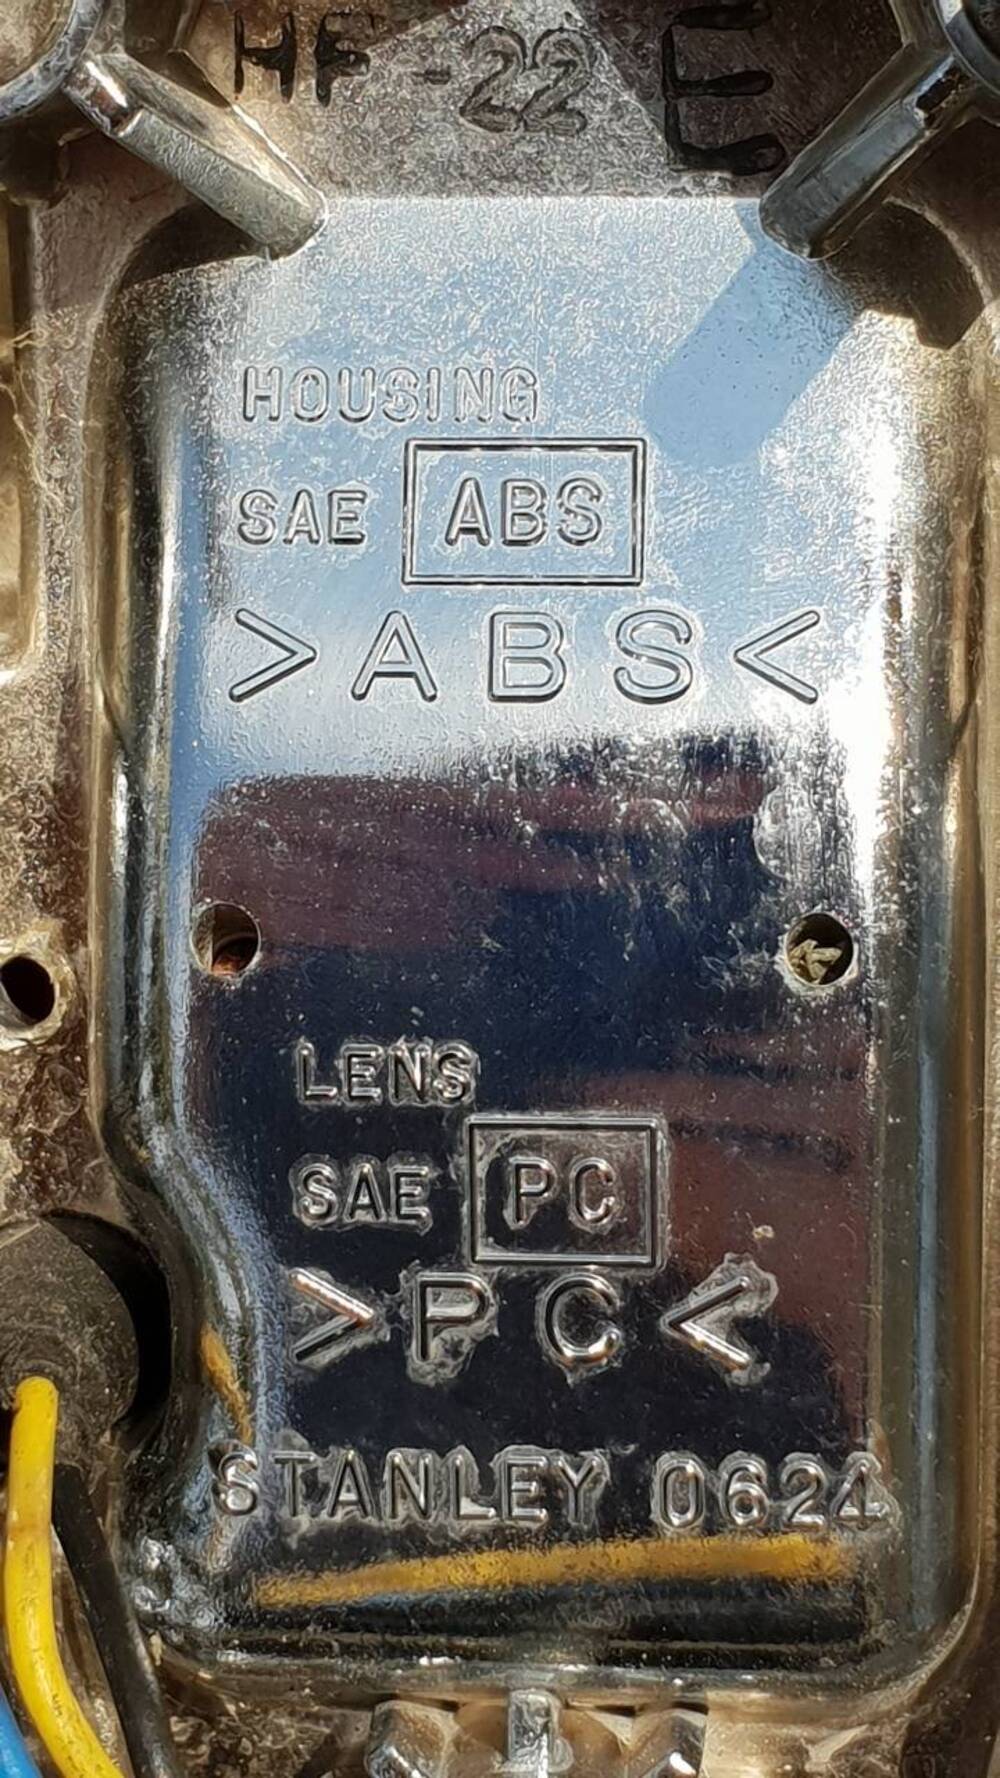 HF-22 E
HOUSING
SAE ABS
>ABS<
LENS
SAE PC
>PC<
STANLEY 0624